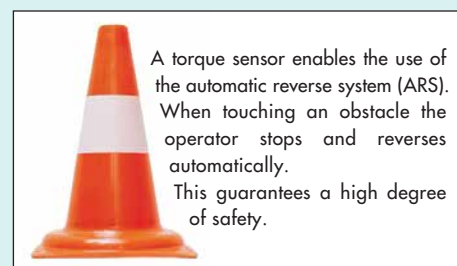 A torque sensor enables the use of
the automatic reverse system (ARS).
When touching an obstacle the
operator stops and reverses
automatically.
This guarantees a high degree
of safety.